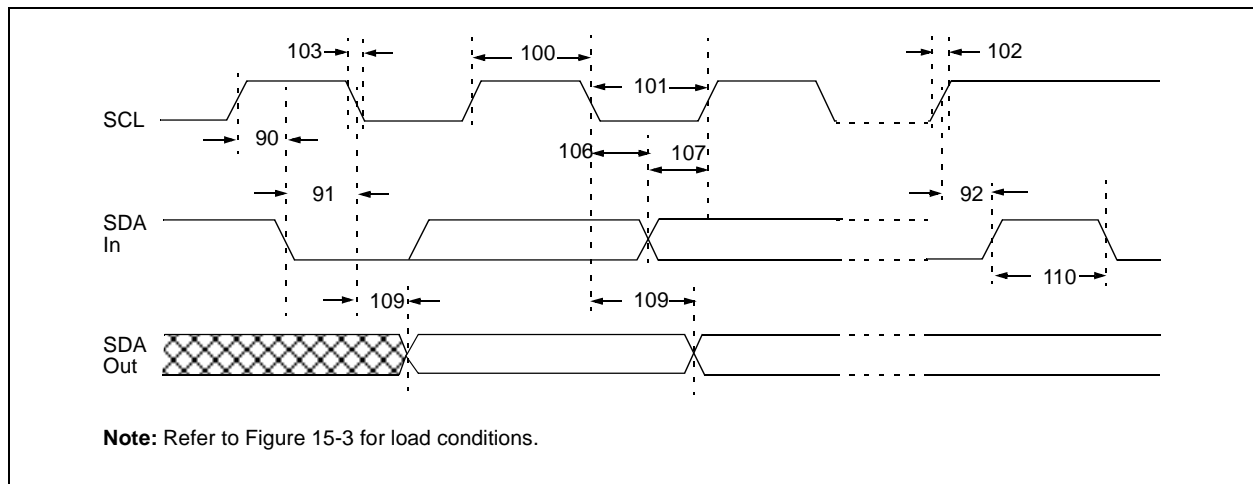 103
100
102
101
SCL
90
106
107
91
92
SDA
In
110
109
109
SDA
Out
Note: Refer to Figure 15-3 for load conditions.